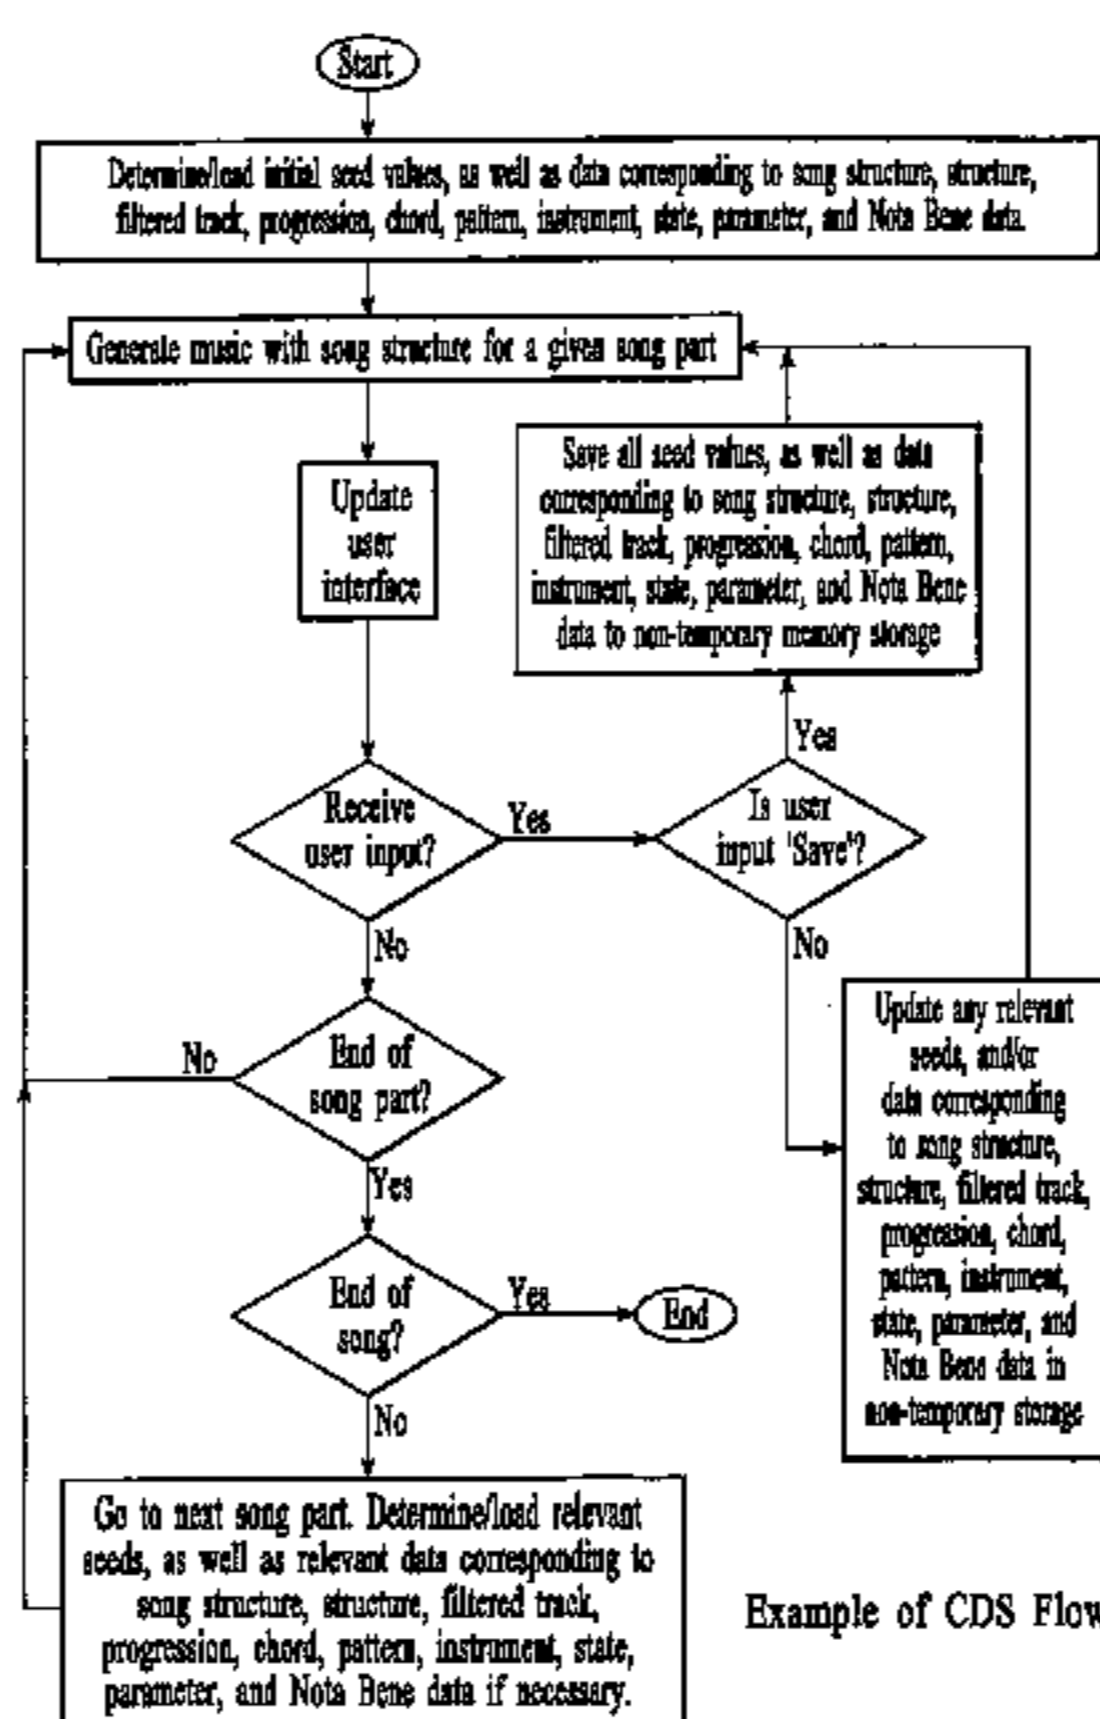 Start
Determine/load initial seed values, as well as data corresponding to song structure, structure,
filtered track, progression, chord, pattern, instrument, state, parameter, and Nota Bene data.
Generate music with song structure for a given song part
Update
user
interface
Save all seed values, as well as data
corresponding to song structure, structure,
filtered track, progression, chord, pattern,
instrument, state, parameter, and Nota Bene
data to non-temporary memory storage
Yes
Receive
user input?
Yes
Is user
input 'Save'?
No
No
Update any relevant
seeds, and/or
data corresponding
to song structure,
structure, filtered track,
progression, chord,
pattern, instrument,
state, parameter, and
Nota Bene data in
non-temporary storage
End of
song part?
No
Yes
End of
song?
Yes
End
No
Go to next song part. Determine/load relevant
seeds, as well as relevant data corresponding to
song structure, structure, filtered track,
progression, chord, pattern, instrument, state,
parameter, and Nota Bene data if necessary.
Example of CDS Flow